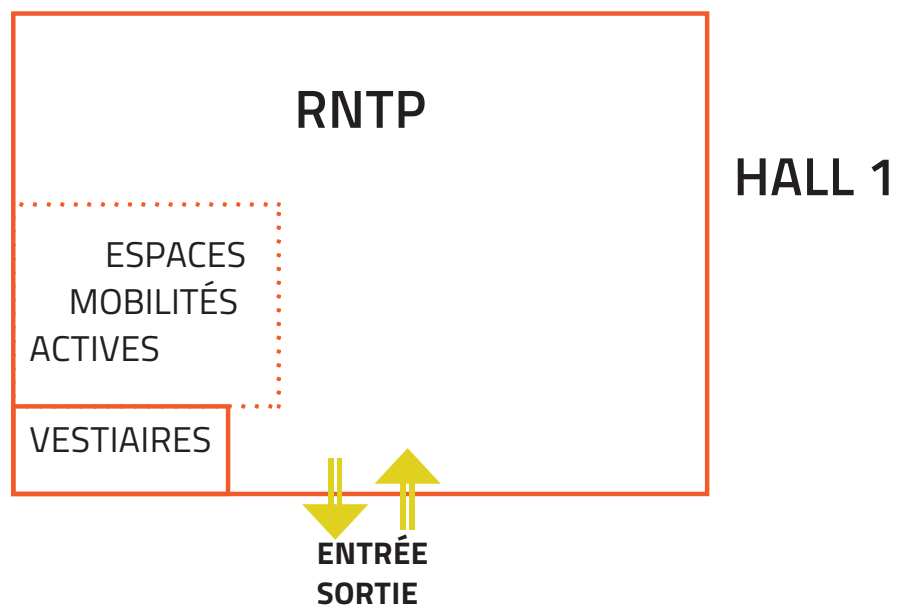 RNTP
HALL 1
ESPACES
MOBILITÉS
ACTIVES
VESTIAIRES
ENTRÉE
SORTIE